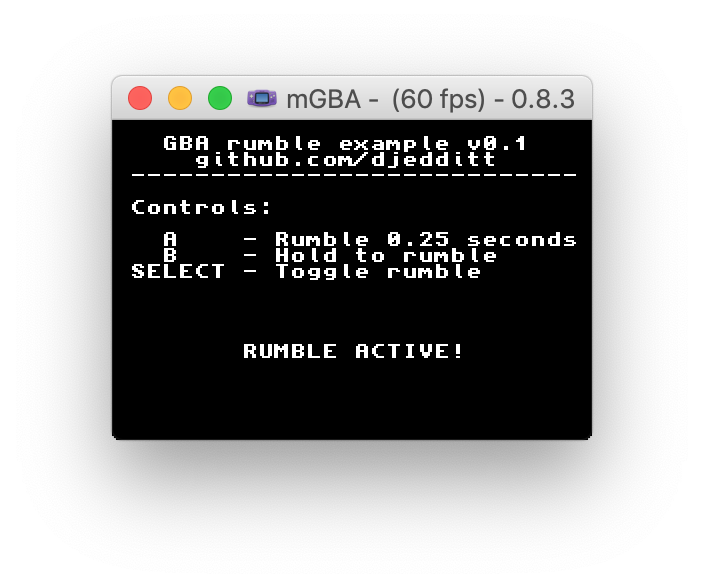 mGBA - (60 fps) - 0.8.3
GBA rumble example v0.1
github.com/djedditt
----------------------------
Controls:
A - Rumble 0.25 seconds
B - Hold to rumble
SELECT - Toggle rumble
RUMBLE ACTIVE!